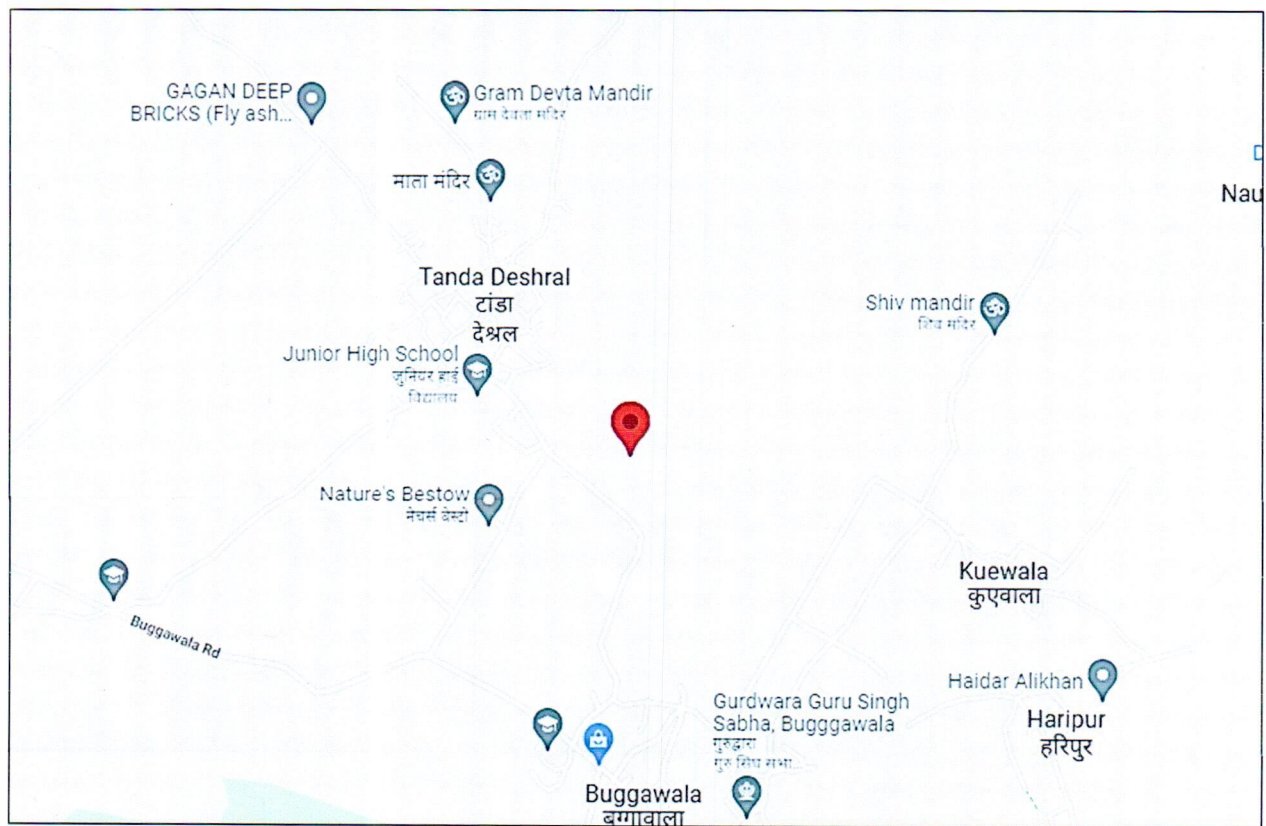 GAGAN DEEP
BRICKS (Fly ash...
Gram Devta Mandir
ग्राम देवता मंदिर
माता मंदिर
D
Nau
Tanda Deshral
टांडा
देश्रल
Shiv mandir
शिव मंदिर
Junior High School
जुनियर हाई
विद्यालय
Nature's Bestow
नेचर्स बेस्टो
Kuewala
कुएवाला
Buggawala Rd
Haidar Alikhan
Gurdwara Guru Singh
Sabha, Bugggawala
गुरुद्वारा
गुरु सिंघ सभा...
Haripur
हरिपुर
Buggawala
बुग्गावाला